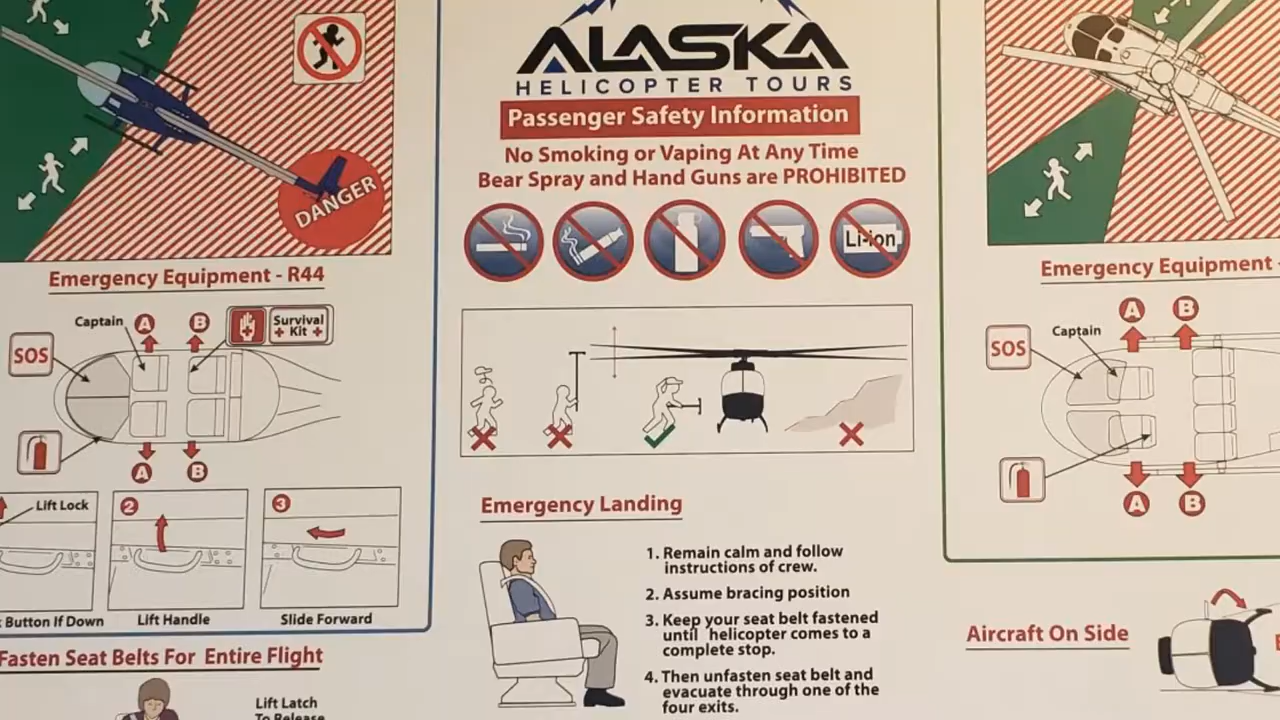 DANGER
Emergency Equipment - R44
Captain
A
B
Survival
Kit
SOS
A
B
Lift Lock
2
3
Button If Down
Lift Handle
Slide Forward
Fasten Seat Belts For Entire Flight
Lift Latch
To Release
ALASKA
HELICOPTER TOURS
Passenger Safety Information
No Smoking or Vaping At Any Time
Bear Spray and Hand Guns are PROHIBITED
Li-ion
Emergency Landing
1. Remain calm and follow
instructions of crew.
2. Assume bracing position
3. Keep your seat belt fastened
until helicopter comes to a
complete stop.
4. Then unfasten seat belt and
evacuate through one of the
four exits.
Emergency Equipment -
A
B
Captain
SOS
A
B
Aircraft On Side